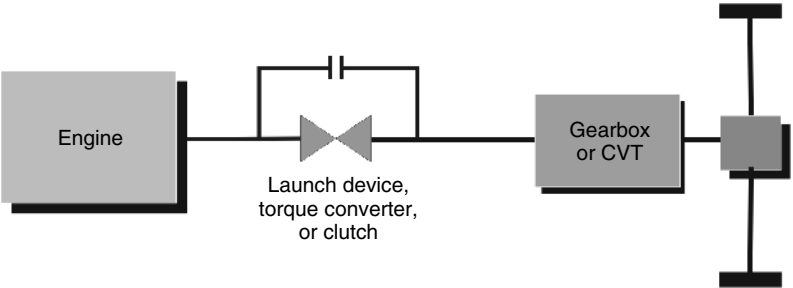 Engine
Gearbox
or CVT
Launch device,
torque converter,
or clutch